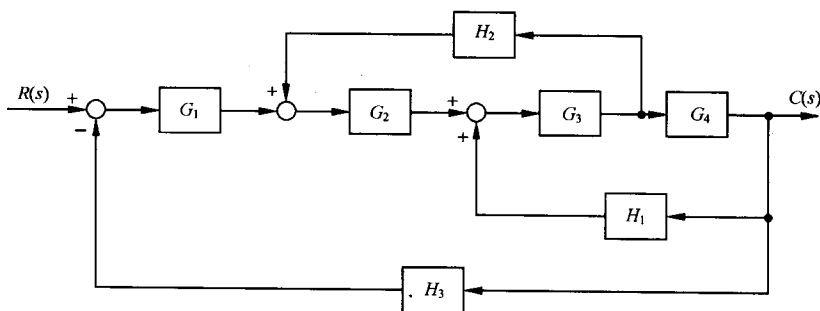 H₂
R(s) + G₁ + G₂ + G₃ G₄ C(s)
− + +
H₁
H₃